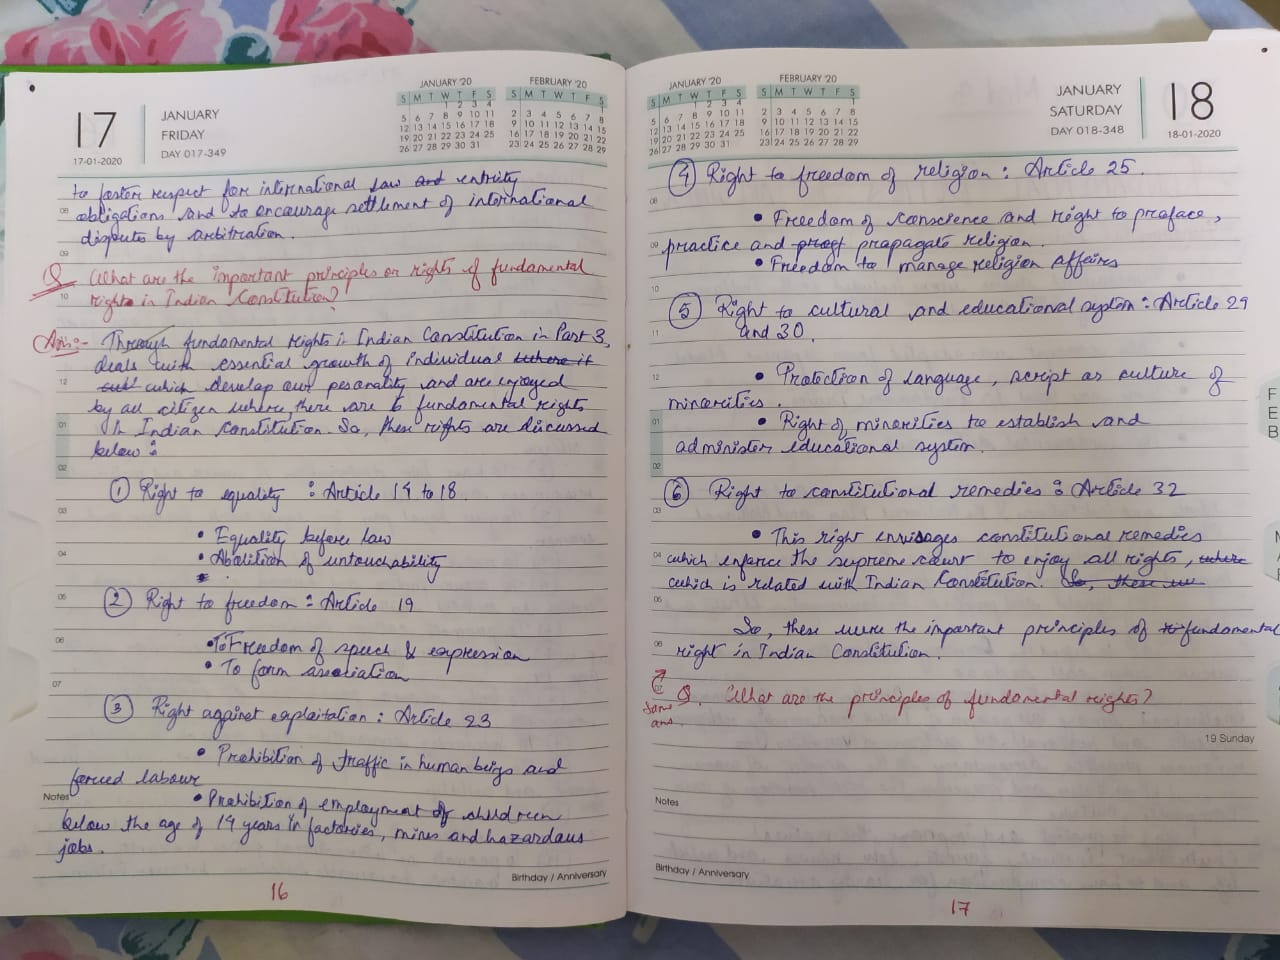 17
17-01-2020
JANUARY
FRIDAY
DAY 017-349
JANUARY '20
S M T W T F S
1 2 3 4
5 6 7 8 9 10 11
12 13 14 15 16 17 18
19 20 21 22 23 24 25
26 27 28 29 30 31
FEBRUARY '20
S M T W T F S
1
2 3 4 5 6 7 8
9 10 11 12 13 14 15
16 17 18 19 20 21 22
23 24 25 26 27 28 29
to foster respect for international law and entrity
obligations and to encourage settlement of international
disputes by arbitration.
Q What are the important principles or rights of fundamental
rights in Indian Constitution?
Ans:- Through fundamental rights in Indian Constitution in Part 3,
deals with essential growth of individual where it
which develop our pesonality and are enjoyed
by all citizen where, there are 6 fundamental rights
in Indian Constitution. So, these rights are discussed
below :
① Right to equality : Article 14 to 18.
• Equality before law
• Abolition of untouchability
② Right to freedom : Article 19
• To Freedom of speech & expression
• To form association
③ Right against exploitation : Article 23
• Prohibition of traffic in human beigs and
forced labour
• Prohibition of employment of children
below the age of 14 years in factories, mines and hazardous
jobs.
Notes
Birthday / Anniversary
16
JANUARY '20
S M T W T F S
1 2 3 4
5 6 7 8 9 10 11
12 13 14 15 16 17 18
19 20 21 22 23 24 25
26 27 28 29 30 31
FEBRUARY '20
S M T W T F S
1
2 3 4 5 6 7 8
9 10 11 12 13 14 15
16 17 18 19 20 21 22
23 24 25 26 27 28 29
JANUARY
SATURDAY
DAY 018-348
18
18-01-2020
④ Right to freedom of religion : Article 25.
• Freedom of conscience and right to proface,
practice and propagate religion.
• Freedom to manage religion affairs
⑤ Right to cultural and educational system : Article 29
and 30.
• Protection of language, script as culture of
minorities.
• Right of minorities to establish and
administer educational system.
⑥ Right to constitutional remedies : Article 32
• This right envisages constitutional remedies
which enforce the supreme court to enjoy all rights, where
which is related with Indian Constitution. So, these
So, these were the important principles of to fundamental
right in Indian Constitution.
Q. What are the principles of fundamental rights?
Same
ans.
19 Sunday
Notes
Birthday / Anniversary
17
F
E
B